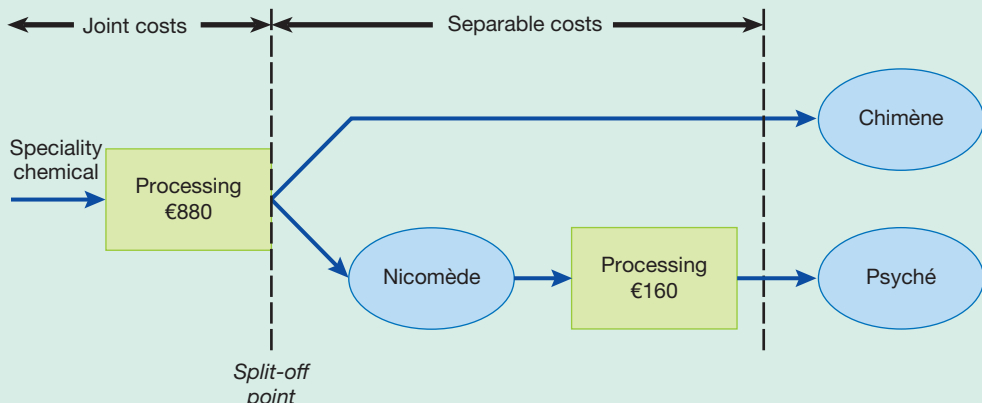 Joint costs
Separable costs
Chimène
Speciality
chemical
Processing
€880
Nicomède
Processing
€160
Psyché
Split-off
point